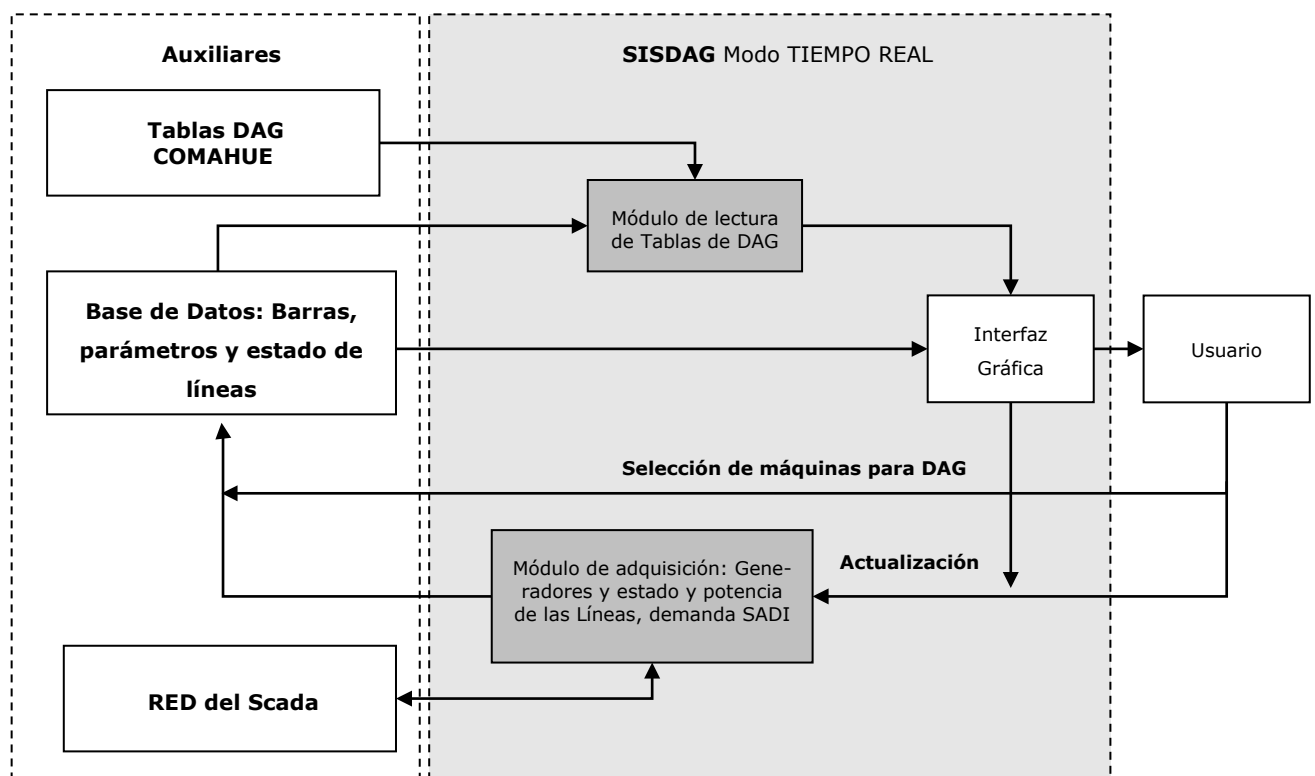 Auxiliares
SISDAG Modo TIEMPO REAL
Tablas DAG
COMAHUE
Módulo de lectura
de Tablas de DAG
Base de Datos: Barras,
parámetros y estado de
líneas
Interfaz
Gráfica
Usuario
Selección de máquinas para DAG
Actualización
Módulo de adquisición: Gene-
radores y estado y potencia
de las Líneas, demanda SADI
RED del Scada